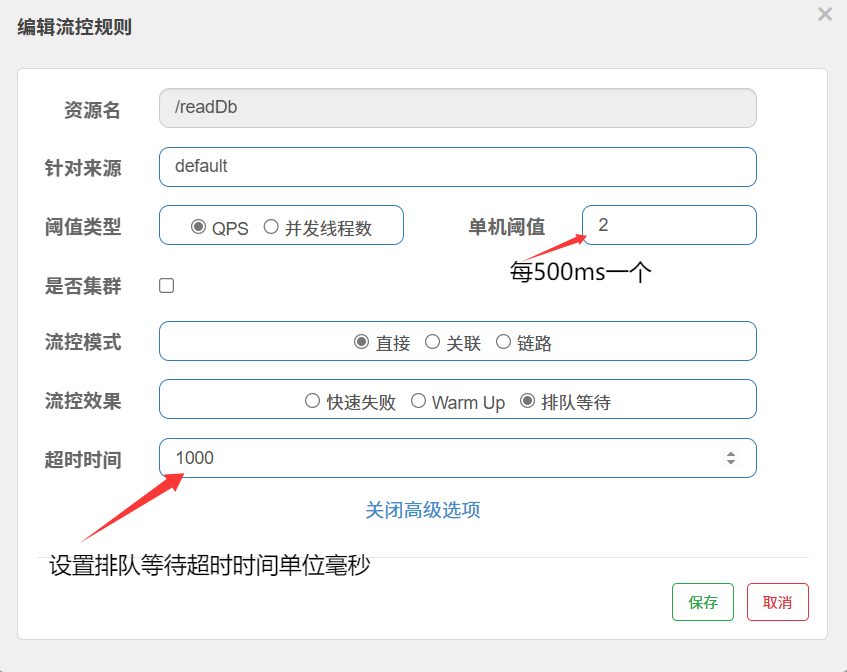 编辑流控规则
×
资源名 /readDb
针对来源 default
阈值类型 QPS 并发线程数 单机阈值 2
每500ms一个
是否集群
流控模式 直接 关联 链路
流控效果 快速失败 Warm Up 排队等待
超时时间 1000
关闭高级选项
设置排队等待超时时间单位毫秒
保存 取消